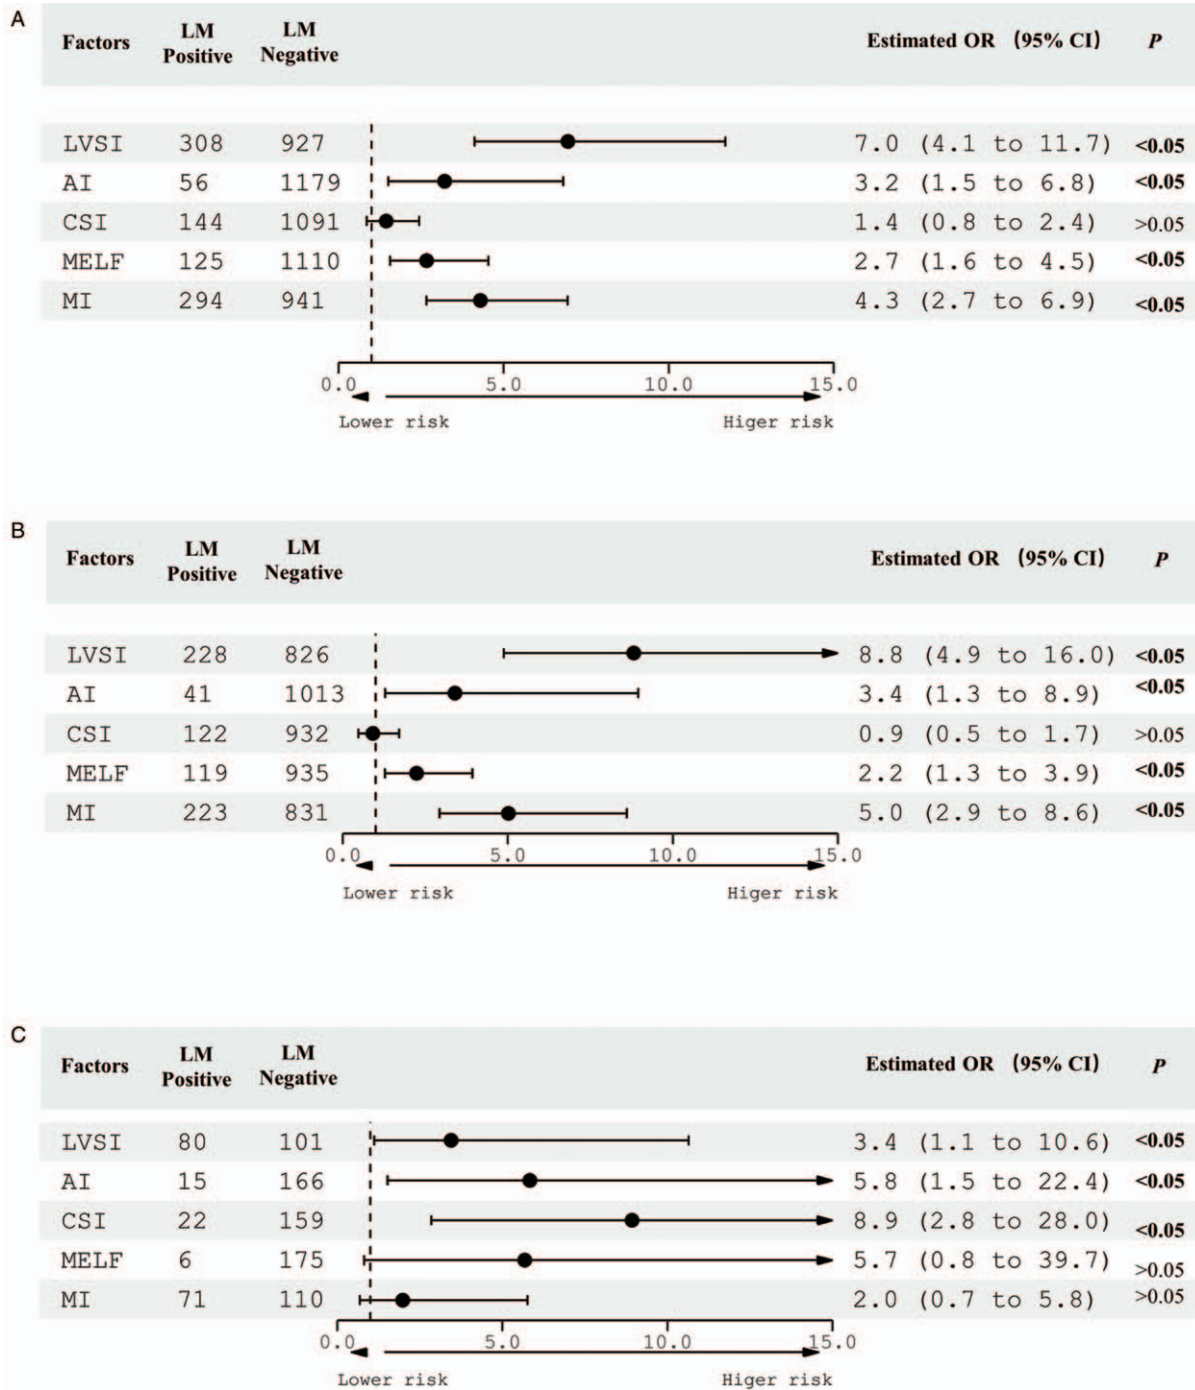 A
Factors LM Positive LM Negative Estimated OR (95% CI) P
LVSI 308 927 7.0 (4.1 to 11.7) <0.05
AI 56 1179 3.2 (1.5 to 6.8) <0.05
CSI 144 1091 1.4 (0.8 to 2.4) >0.05
MELF 125 1110 2.7 (1.6 to 4.5) <0.05
MI 294 941 4.3 (2.7 to 6.9) <0.05
0.0 5.0 10.0 15.0
Lower risk Higer risk
B
Factors LM Positive LM Negative Estimated OR (95% CI) P
LVSI 228 826 8.8 (4.9 to 16.0) <0.05
AI 41 1013 3.4 (1.3 to 8.9) <0.05
CSI 122 932 0.9 (0.5 to 1.7) >0.05
MELF 119 935 2.2 (1.3 to 3.9) <0.05
MI 223 831 5.0 (2.9 to 8.6) <0.05
0.0 5.0 10.0 15.0
Lower risk Higer risk
C
Factors LM Positive LM Negative Estimated OR (95% CI) P
LVSI 80 101 3.4 (1.1 to 10.6) <0.05
AI 15 166 5.8 (1.5 to 22.4) <0.05
CSI 22 159 8.9 (2.8 to 28.0) <0.05
MELF 6 175 5.7 (0.8 to 39.7) >0.05
MI 71 110 2.0 (0.7 to 5.8) >0.05
0.0 5.0 10.0 15.0
Lower risk Higer risk